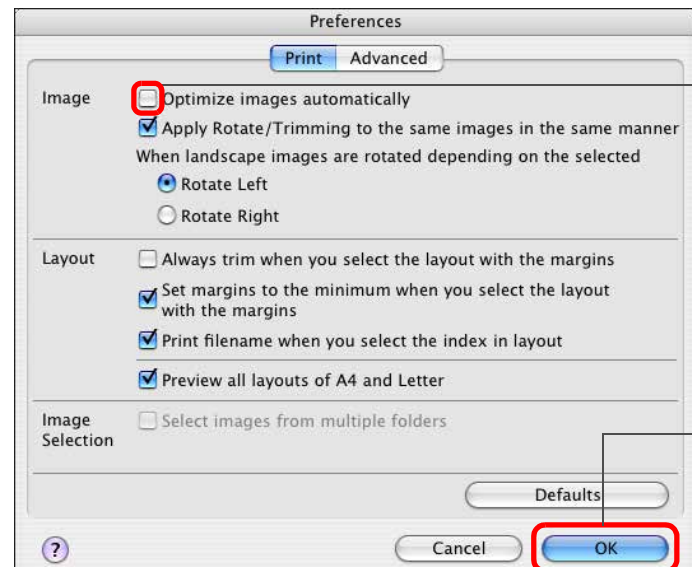 Preferences
Print Advanced
Image Optimize images automatically
Apply Rotate/Trimming to the same images in the same manner
When landscape images are rotated depending on the selected
Rotate Left
Rotate Right
Layout Always trim when you select the layout with the margins
Set margins to the minimum when you select the layout
with the margins
Print filename when you select the index in layout
Preview all layouts of A4 and Letter
Image Select images from multiple folders
Selection
Defaults
? Cancel OK